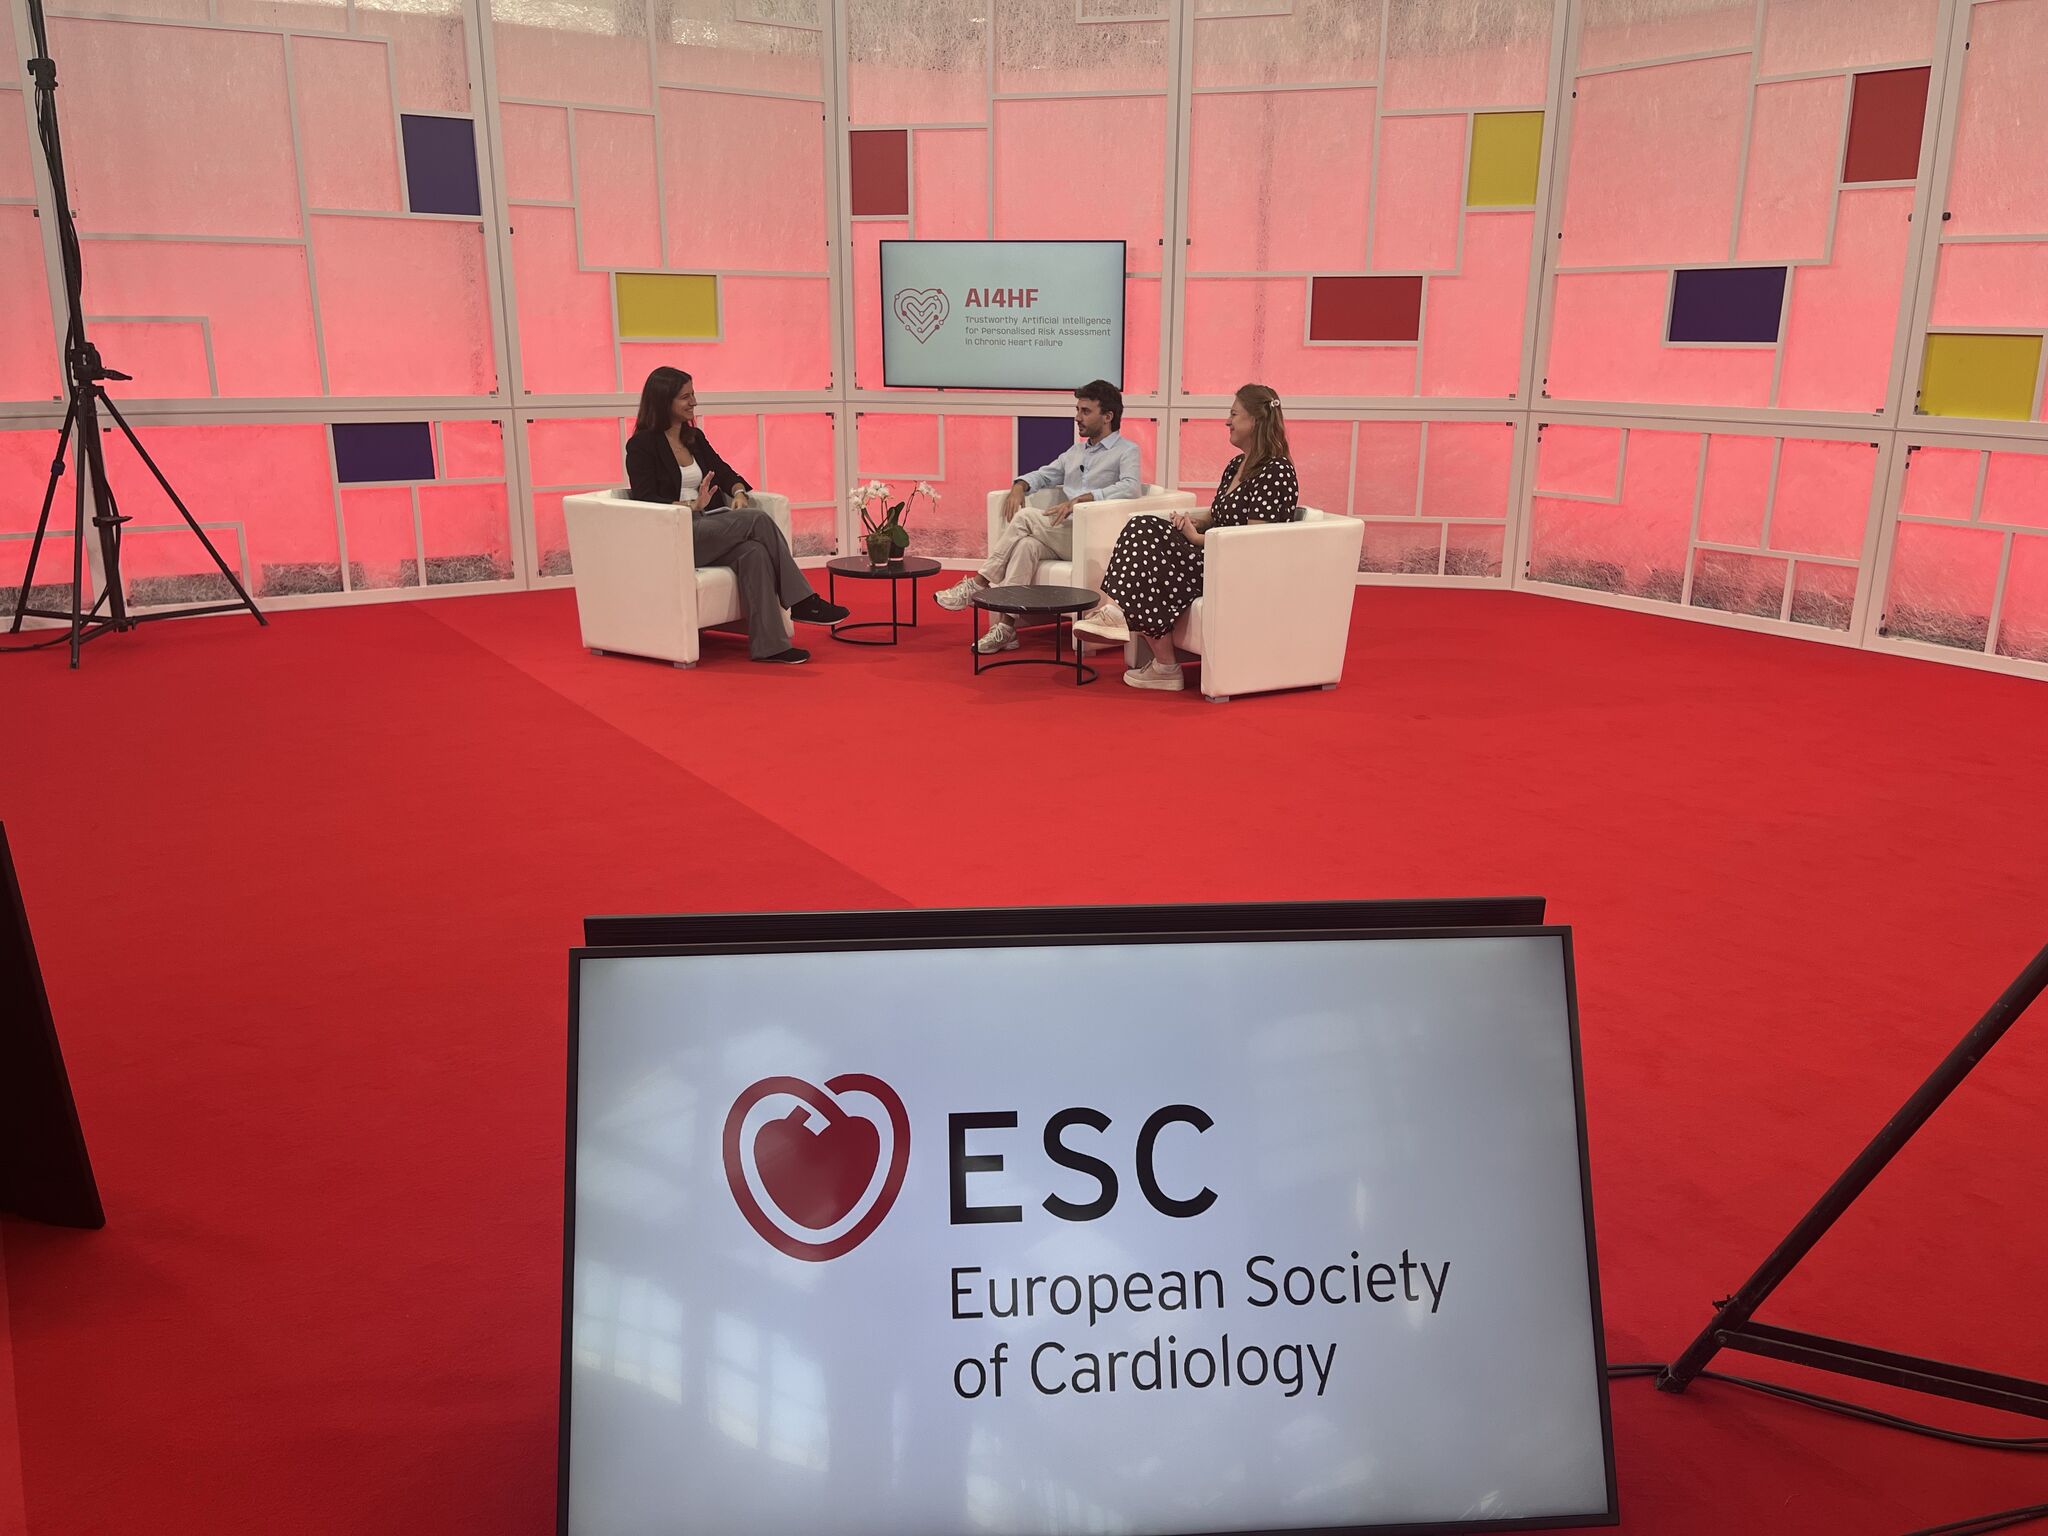 AI4HF
Trustworthy Artificial Intelligence
for Personalised Risk Assessment
in Chronic Heart Failure
ESC
European Society
of Cardiology